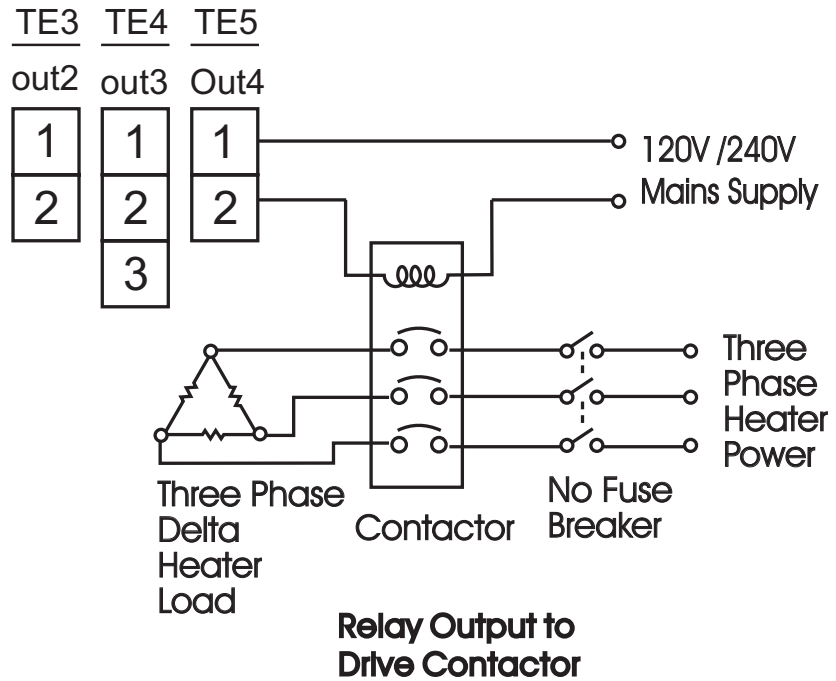 TE3 TE4 TE5
out2 out3 Out4
1 1 1
2 2 2
3
120V /240V
Mains Supply
Three
Phase
Heater
Power
Three Phase
Delta
Heater
Load
Contactor
No Fuse
Breaker
Relay Output to
Drive Contactor